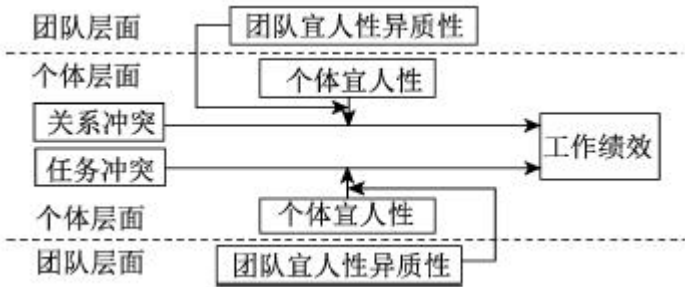 团队层面
团队宜人性异质性
个体层面
个体宜人性
关系冲突
任务冲突
工作绩效
个体层面
个体宜人性
团队层面
团队宜人性异质性